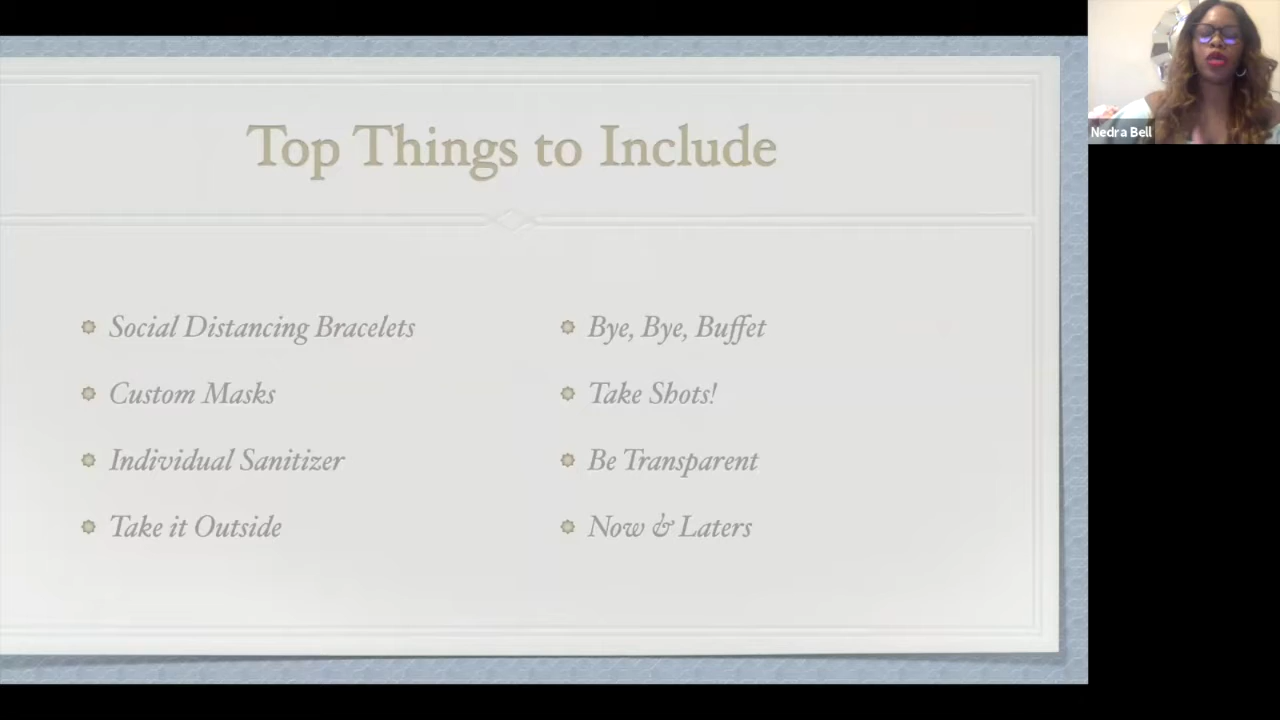 Top Things to Include
Social Distancing Bracelets
Custom Masks
Individual Sanitizer
Take it Outside
Bye, Bye, Buffet
Take Shots!
Be Transparent
Now & Laters
Nedra Bell